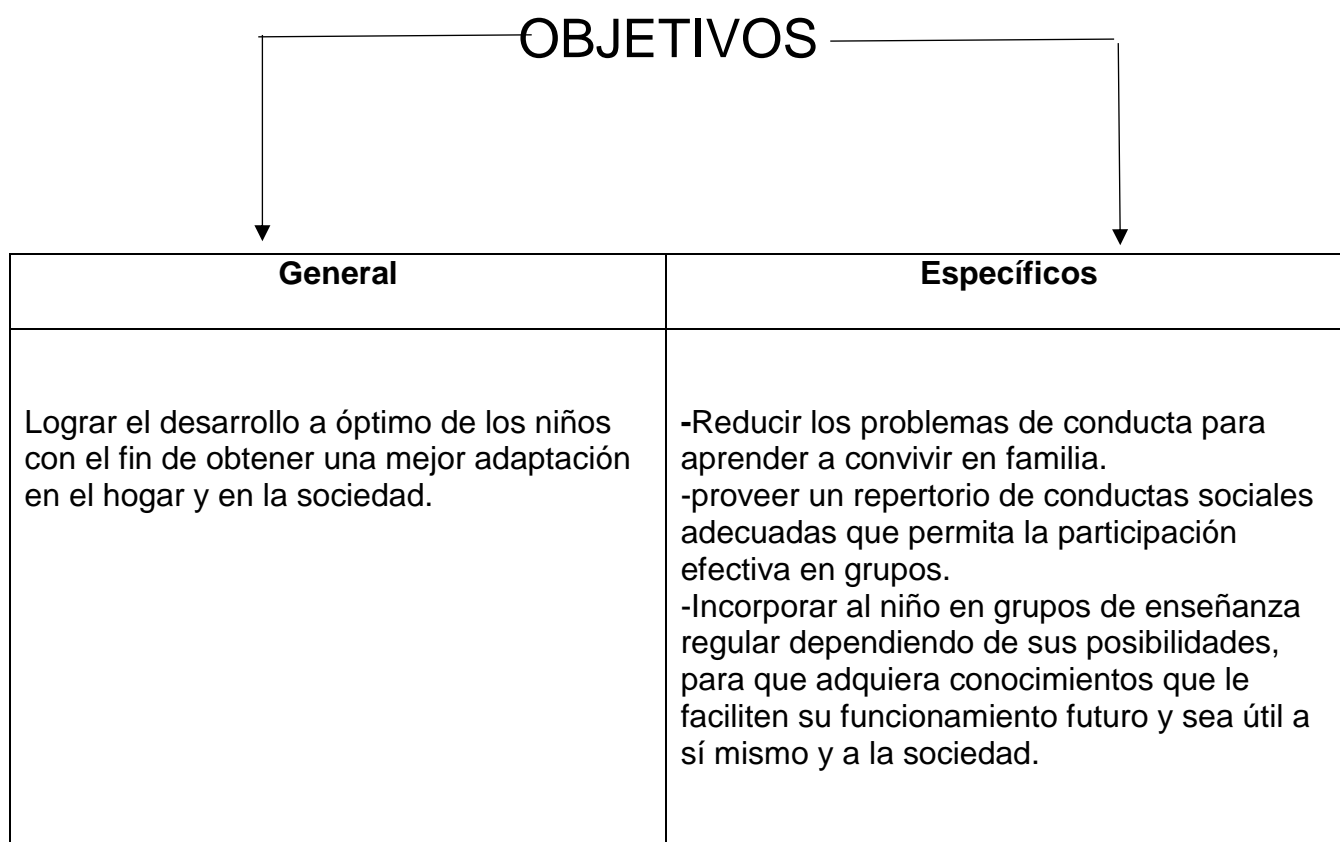 OBJETIVOS
General
Específicos
Lograr el desarrollo a óptimo de los niños
con el fin de obtener una mejor adaptación
en el hogar y en la sociedad.
-Reducir los problemas de conducta para
aprender a convivir en familia.
-proveer un repertorio de conductas sociales
adecuadas que permita la participación
efectiva en grupos.
-Incorporar al niño en grupos de enseñanza
regular dependiendo de sus posibilidades,
para que adquiera conocimientos que le
faciliten su funcionamiento futuro y sea útil a
sí mismo y a la sociedad.